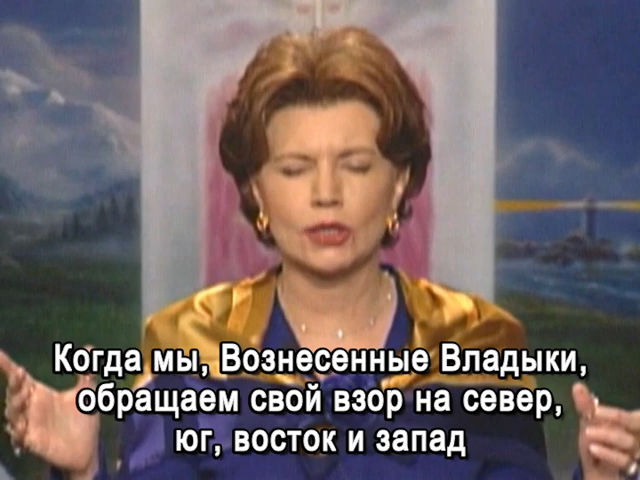 Когда мы, Вознесенные Владыки,
обращаем свой взор на север,
юг, восток и запад